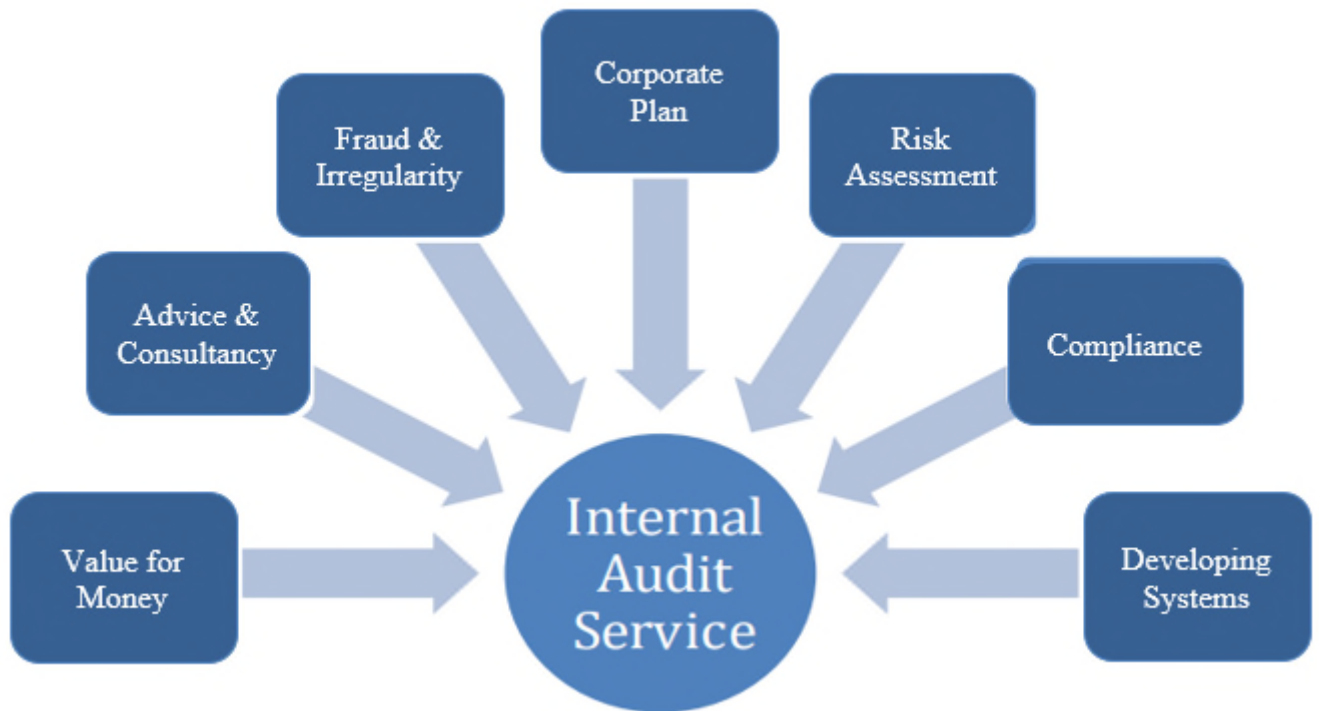 Corporate
Plan
Fraud &
Irregularity
Risk
Assessment
Advice &
Consultancy
Compliance
Value for
Money
Internal
Audit
Service
Developing
Systems